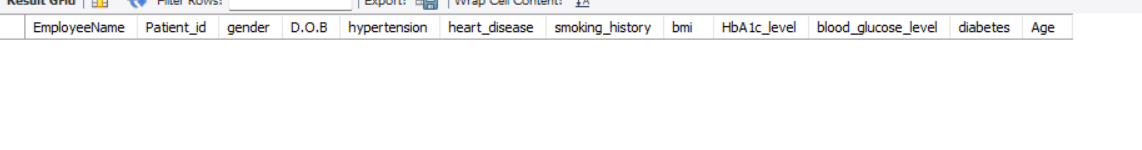 Result Grid Filter Rows: Export: Wrap Cell Content: IA
EmployeeName Patient_id gender D.O.B hypertension heart_disease smoking_history bmi HbA1c_level blood_glucose_level diabetes Age